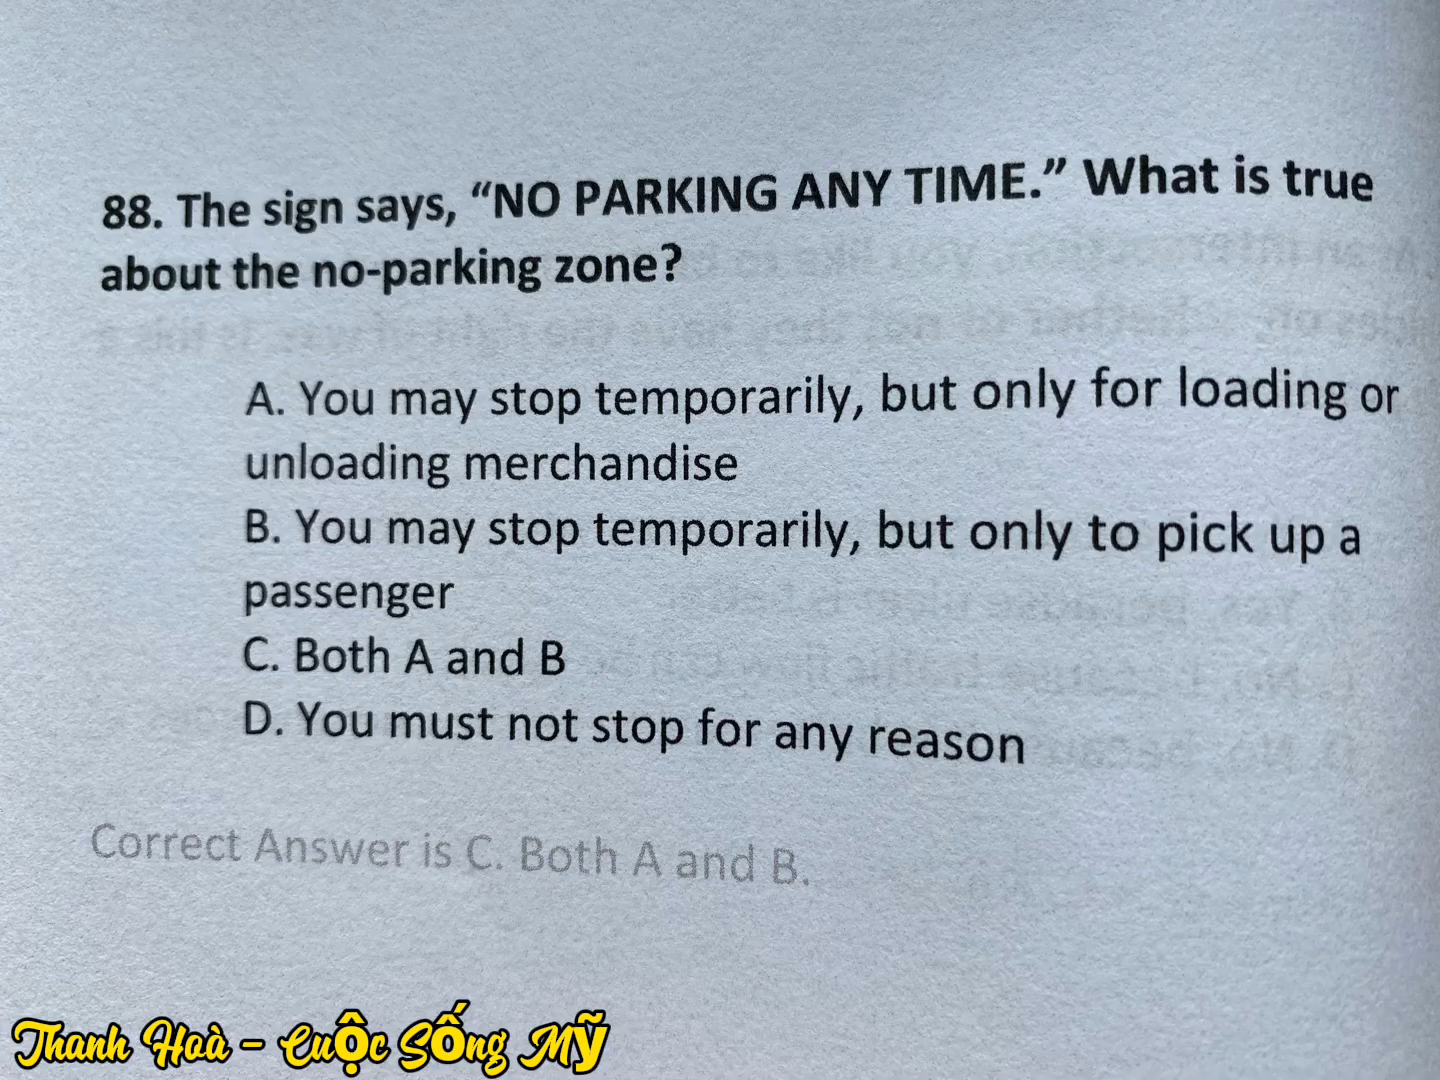 88. The sign says, “NO PARKING ANY TIME.” What is true
about the no-parking zone?
A. You may stop temporarily, but only for loading or
unloading merchandise
B. You may stop temporarily, but only to pick up a
passenger
C. Both A and B
D. You must not stop for any reason
Correct Answer is C. Both A and B.
Thanh Hoà - Cuộc Sống Mỹ